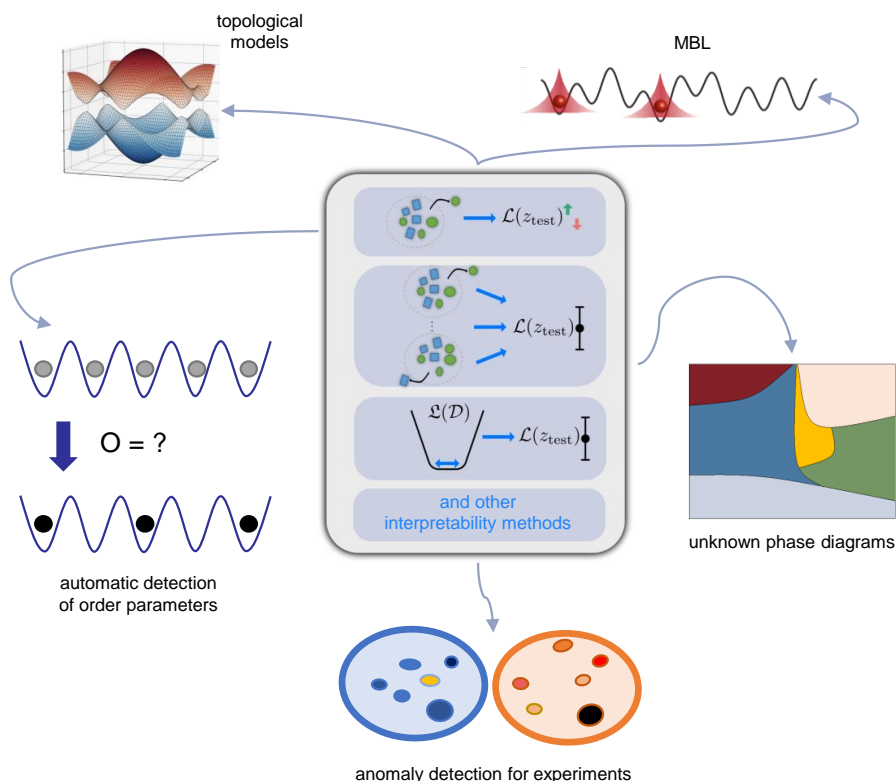 topological
models
MBL
ℒ(z_test)
ℒ(z_test)
ℒ(𝒟)
ℒ(z_test)
and other
interpretability methods
O = ?
automatic detection
of order parameters
unknown phase diagrams
anomaly detection for experiments